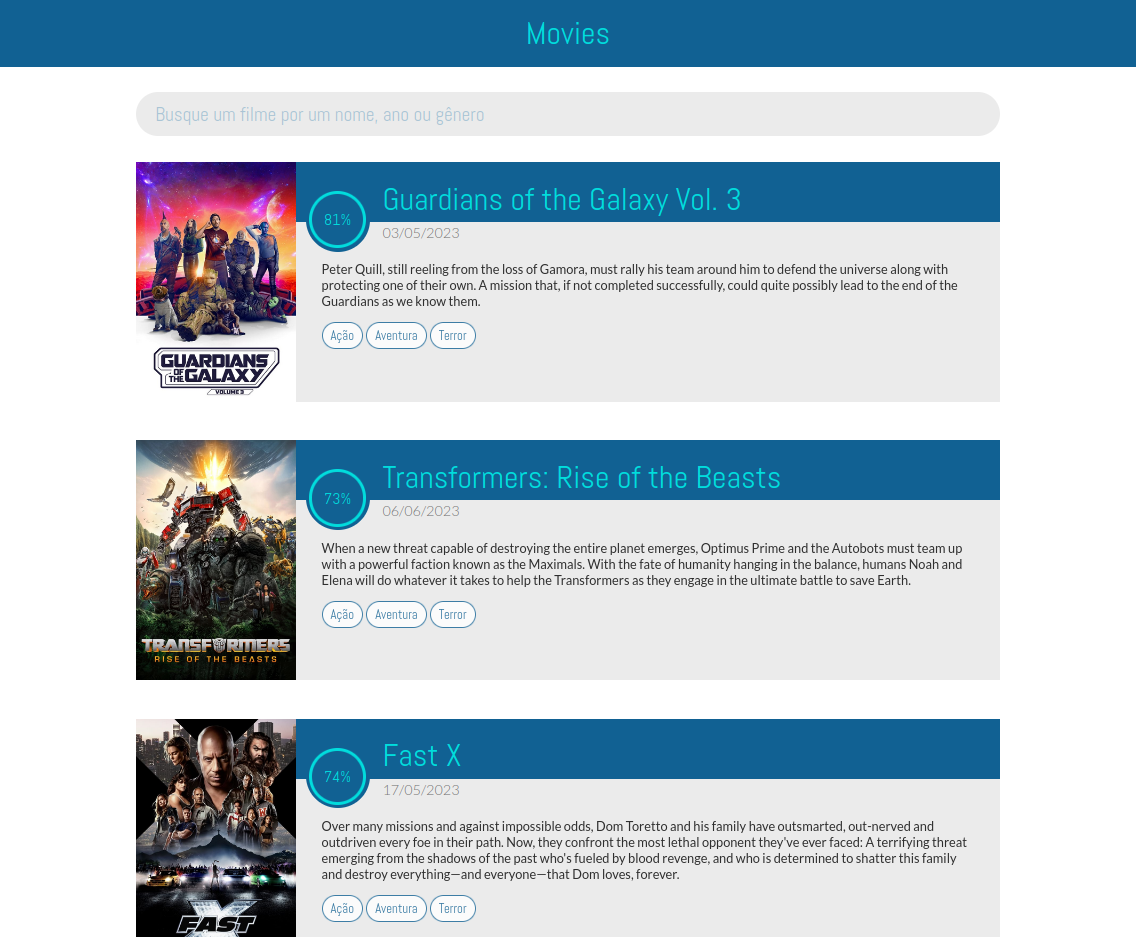 Movies
Busque um filme por um nome, ano ou gênero
GUARDIANS
OF
THE GALAXY
VOLUME 3
Guardians of the Galaxy Vol. 3
81%
03/05/2023
Peter Quill, still reeling from the loss of Gamora, must rally his team around him to defend the universe along with
protecting one of their own. A mission that, if not completed successfully, could quite possibly lead to the end of the
Guardians as we know them.
Ação Aventura Terror
TRANSFORMERS
RISE OF THE BEASTS
Transformers: Rise of the Beasts
73%
06/06/2023
When a new threat capable of destroying the entire planet emerges, Optimus Prime and the Autobots must team up
with a powerful faction known as the Maximals. With the fate of humanity hanging in the balance, humans Noah and
Elena will do whatever it takes to help the Transformers as they engage in the ultimate battle to save Earth.
Ação Aventura Terror
FAST X
Fast X
74%
17/05/2023
Over many missions and against impossible odds, Dom Toretto and his family have outsmarted, out-nerved and
outdriven every foe in their path. Now, they confront the most lethal opponent they've ever faced: A terrifying threat
emerging from the shadows of the past who's fueled by blood revenge, and who is determined to shatter this family
and destroy everything—and everyone—that Dom loves, forever.
Ação Aventura Terror